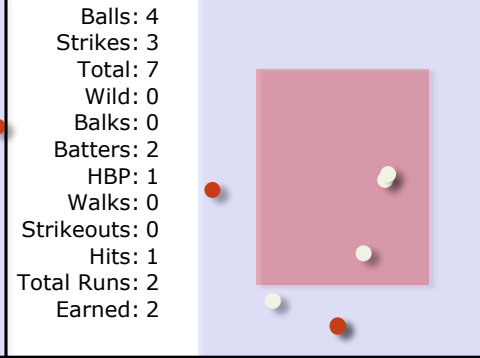 Balls: 4
Strikes: 3
Total: 7
Wild: 0
Balks: 0
Batters: 2
HBP: 1
Walks: 0
Strikeouts: 0
Hits: 1
Total Runs: 2
Earned: 2